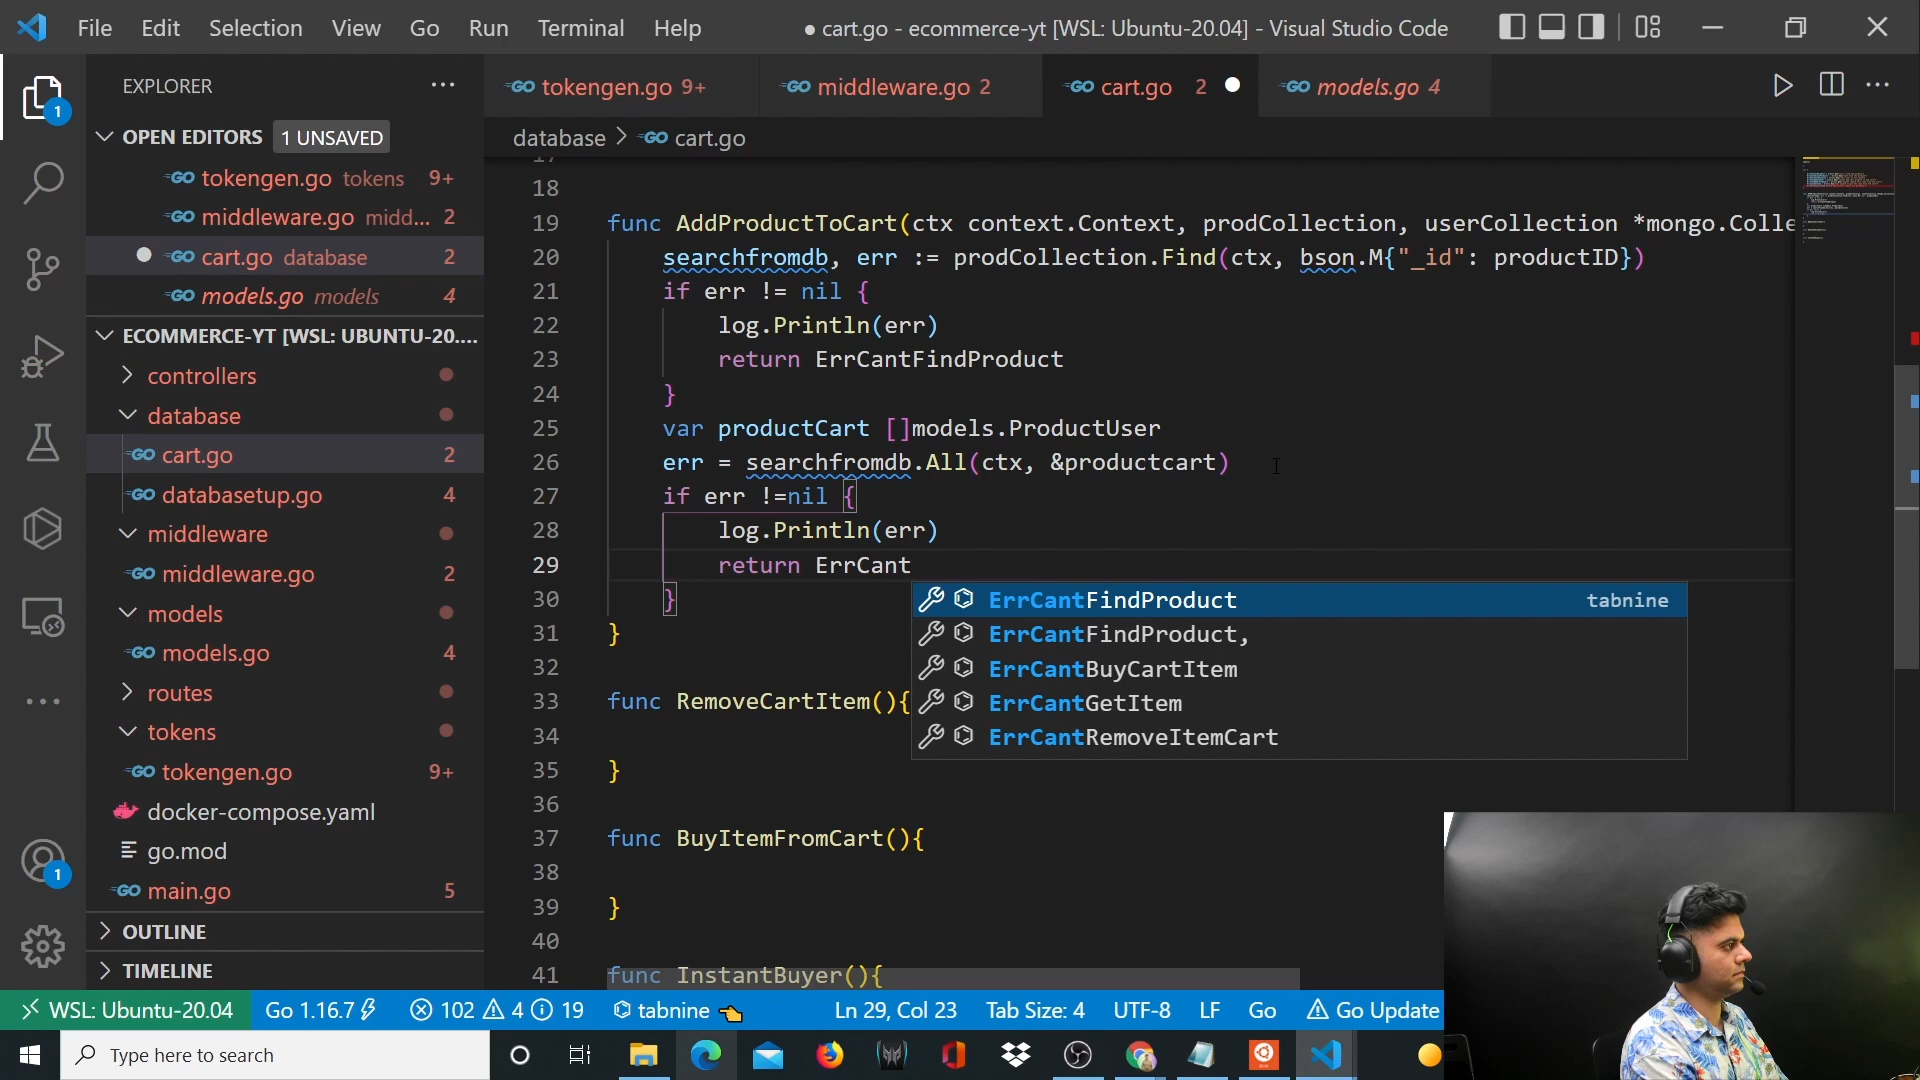 File Edit Selection View Go Run Terminal Help
● cart.go - ecommerce-yt [WSL: Ubuntu-20.04] - Visual Studio Code
EXPLORER
OPEN EDITORS 1 UNSAVED
tokengen.go tokens 9+
middleware.go midd... 2
cart.go database 2
models.go models 4
ECOMMERCE-YT [WSL: UBUNTU-20....
controllers
database
cart.go 2
databasetup.go 4
middleware
middleware.go 2
models
models.go 4
routes
tokens
tokengen.go 9+
docker-compose.yaml
go.mod
main.go 5
OUTLINE
TIMELINE
1
1
tokengen.go 9+ middleware.go 2 cart.go 2 models.go 4
database > cart.go
17
18
19 func AddProductToCart(ctx context.Context, prodCollection, userCollection *mongo.Colle
20 searchfromdb, err := prodCollection.Find(ctx, bson.M{"_id": productID})
21 if err != nil {
22 log.Println(err)
23 return ErrCantFindProduct
24 }
25 var productCart []models.ProductUser
26 err = searchfromdb.All(ctx, &productcart)
27 if err !=nil {
28 log.Println(err)
29 return ErrCant
30 }
31 }
32
33 func RemoveCartItem(){
34
35 }
36
37 func BuyItemFromCart(){
38
39 }
40
41 func InstantBuyer(){
ErrCantFindProduct tabnine
ErrCantFindProduct,
ErrCantBuyCartItem
ErrCantGetItem
ErrCantRemoveItemCart
WSL: Ubuntu-20.04 Go 1.16.7 102 4 19 tabnine Ln 29, Col 23 Tab Size: 4 UTF-8 LF Go Go Update
Type here to search